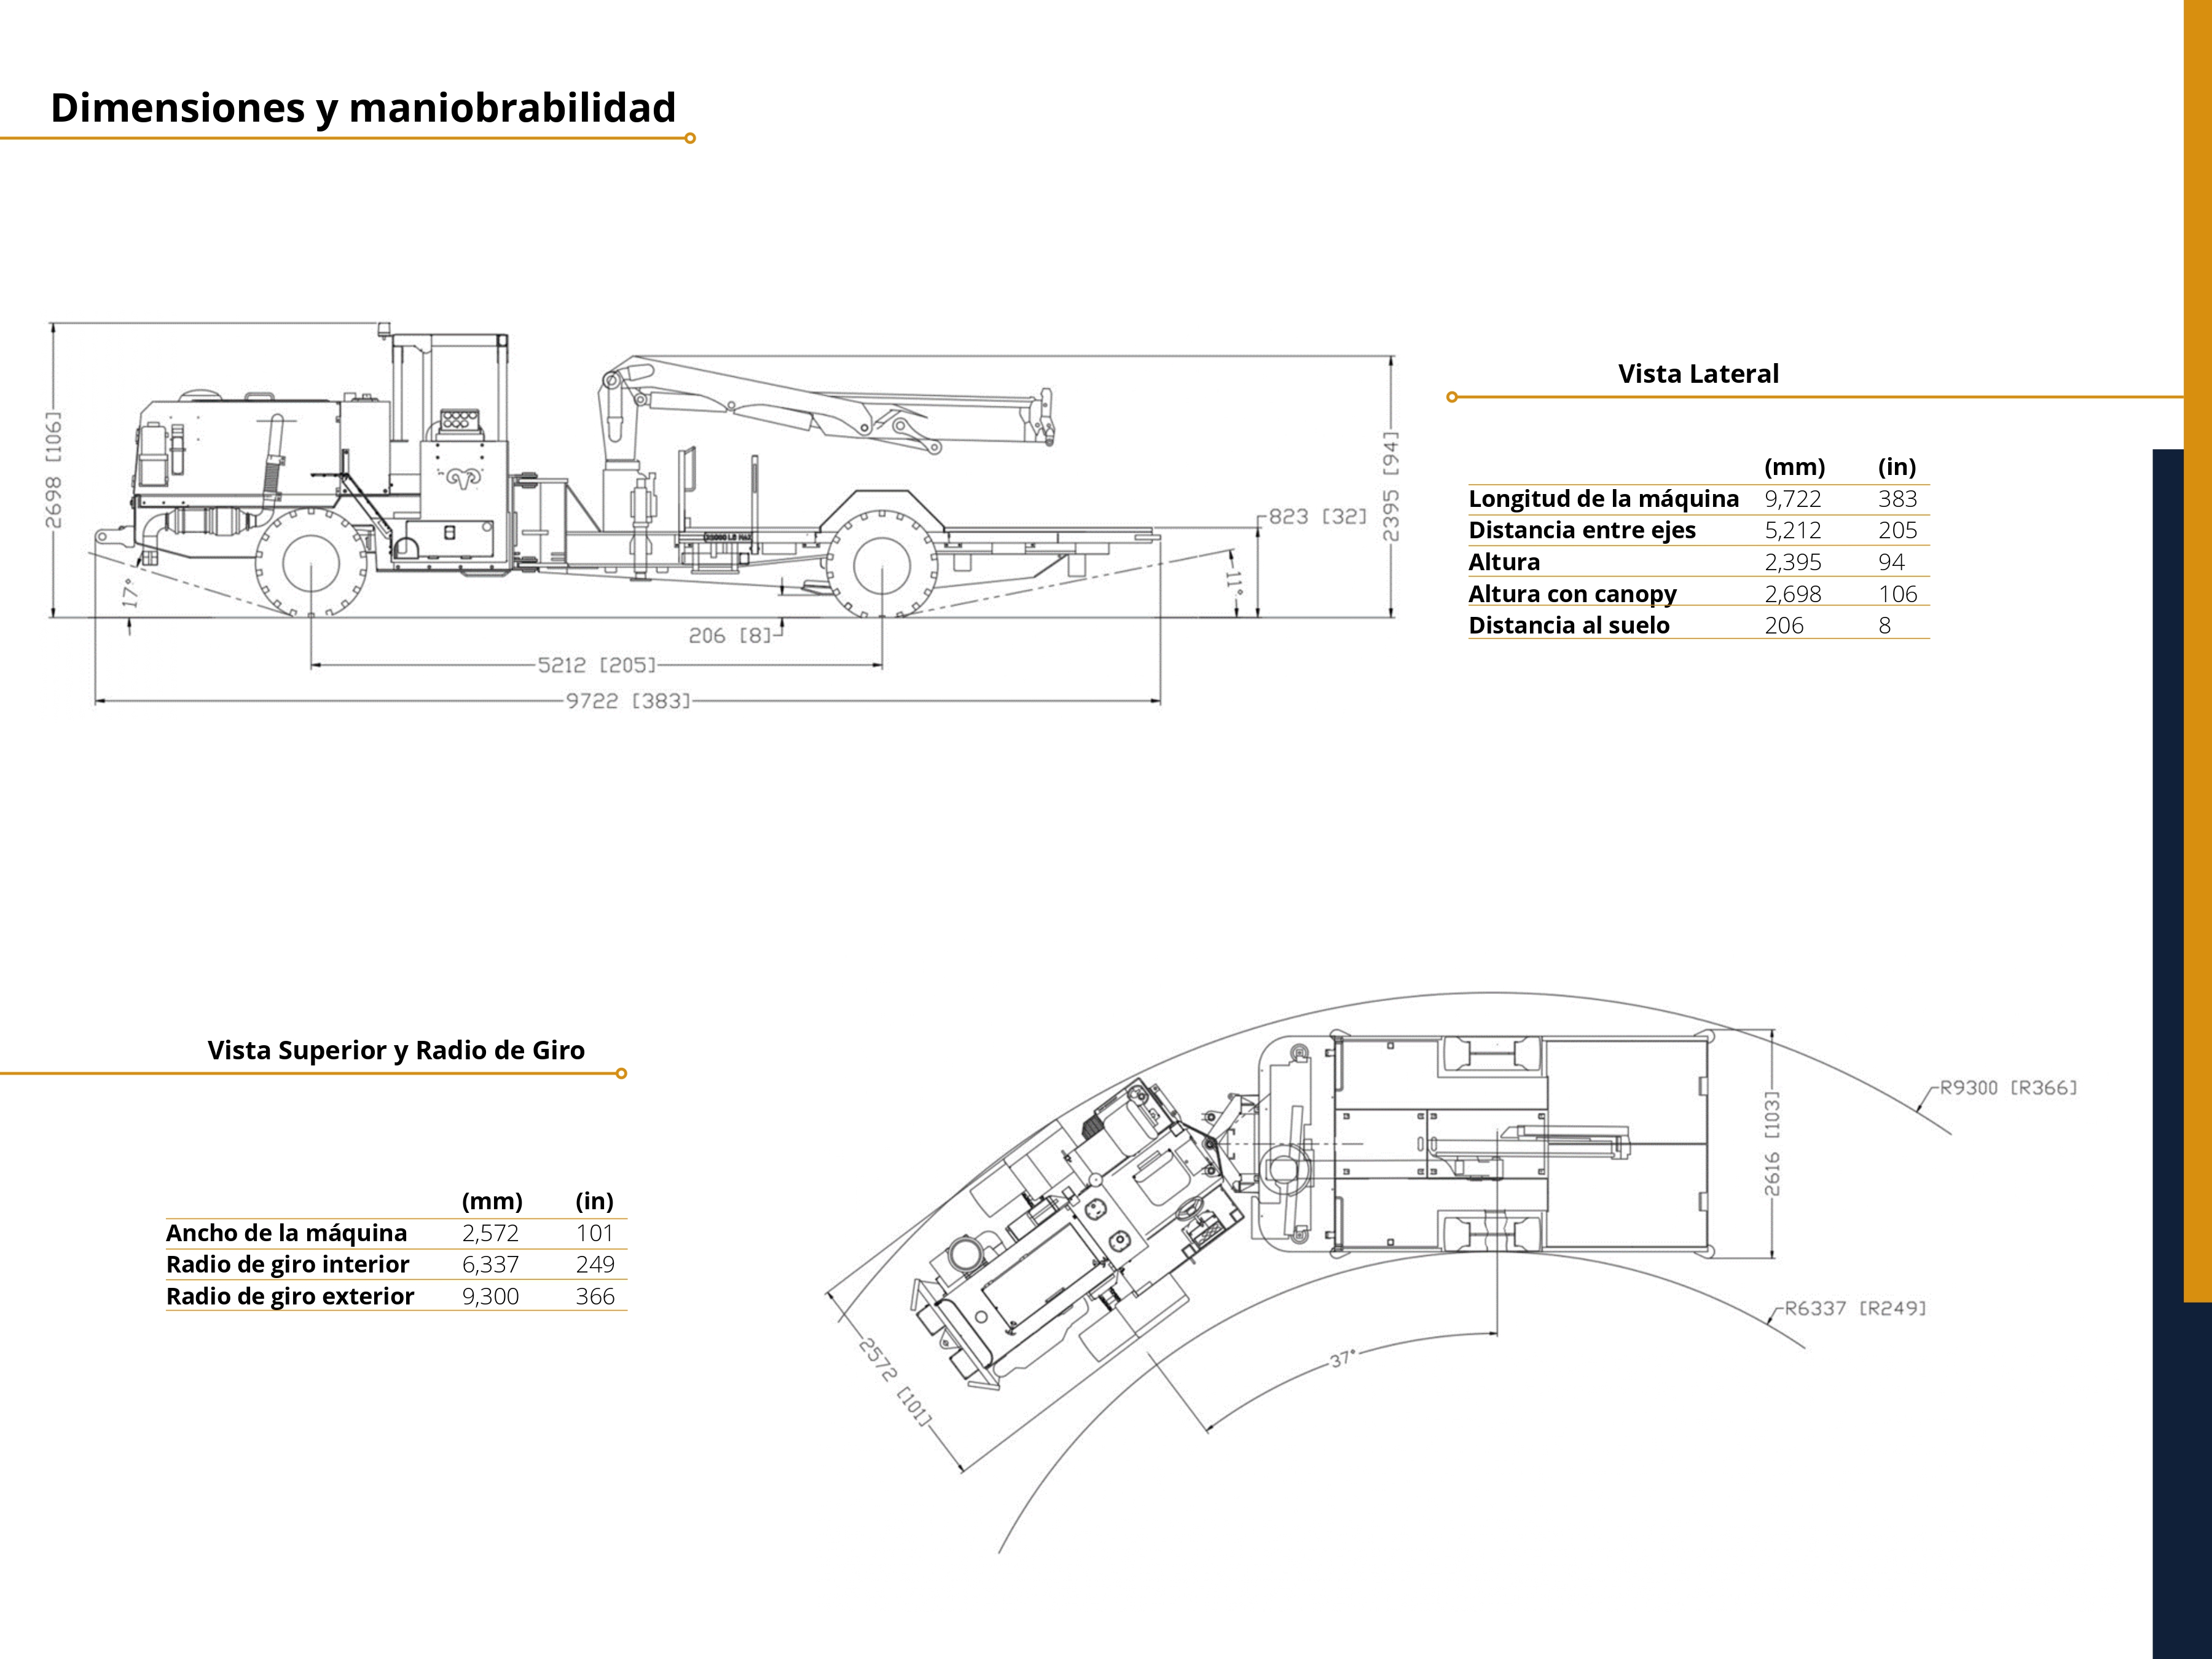 Dimensiones y maniobrabilidad
2698 [106]
17°
206 [8]
5212 [205]
9722 [383]
11°
823 [32]
2395 [94]
Vista Lateral
(mm) (in)
Longitud de la máquina 9,722 383
Distancia entre ejes 5,212 205
Altura 2,395 94
Altura con canopy 2,698 106
Distancia al suelo 206 8
Vista Superior y Radio de Giro
(mm) (in)
Ancho de la máquina 2,572 101
Radio de giro interior 6,337 249
Radio de giro exterior 9,300 366
R9300 [R366]
2616 [103]
R6337 [R249]
37°
2572 [101]